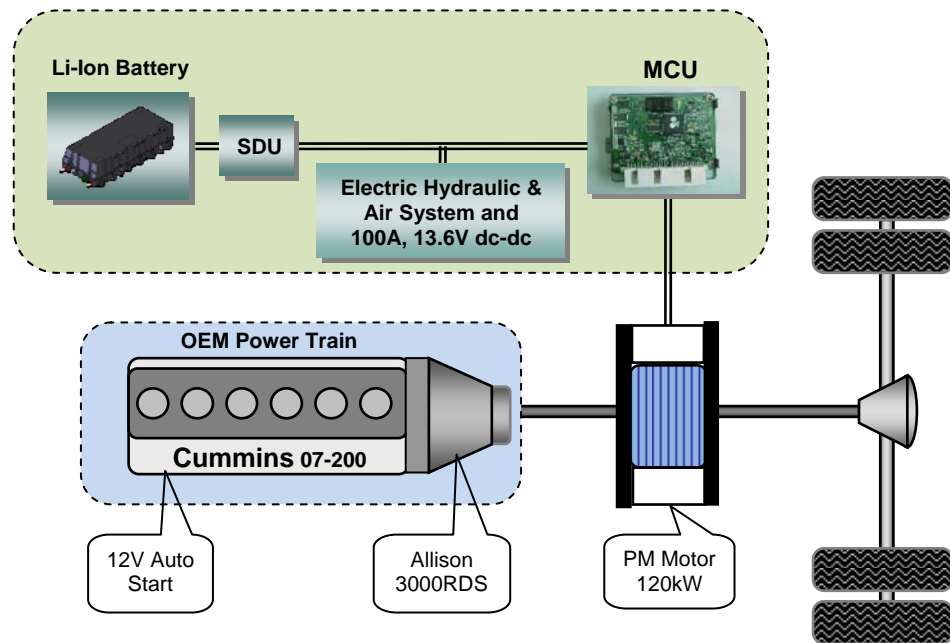 Li-Ion Battery
MCU
SDU
Electric Hydraulic &
Air System and
100A, 13.6V dc-dc
OEM Power Train
Cummins 07-200
12V Auto
Start
Allison
3000RDS
PM Motor
120kW